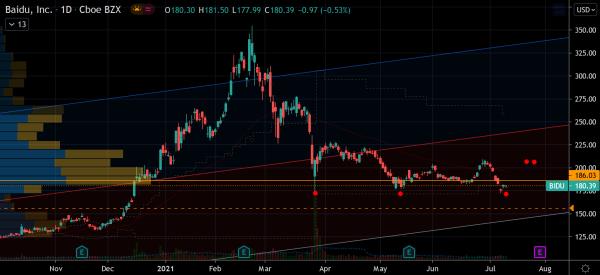 Baidu, Inc. · 1D · Cboe BZX O180.30 H181.50 L177.99 C180.39 −0.97 (−0.53%)
USD
13
350.00
325.00
300.00
275.00
250.00
225.00
200.00
186.03
BIDU 180.39
175.00
150.00
125.00
E E E E
Nov Dec 2021 Feb Mar Apr May Jun Jul Aug